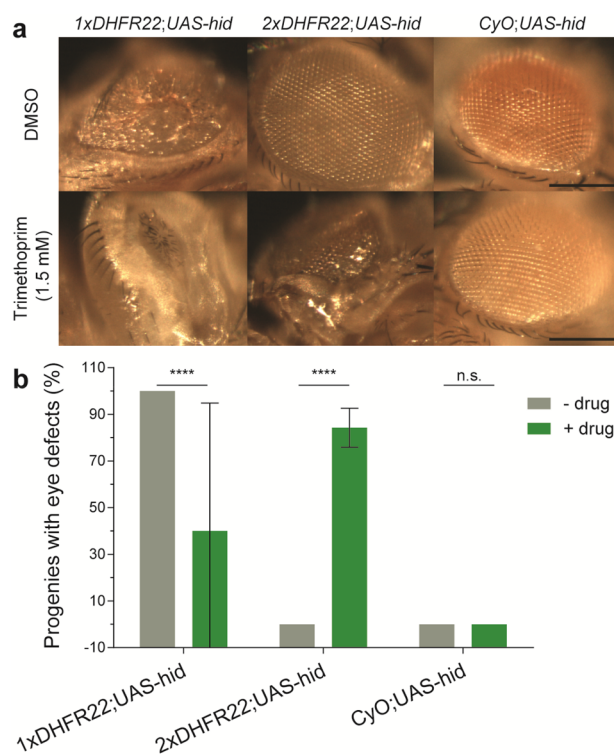 a
1xDHFR22;UAS-hid 2xDHFR22;UAS-hid CyO;UAS-hid
DMSO
Trimethoprim
(1.5 mM)
b
Progenies with eye defects (%)
110
90
70
50
30
10
-10
**** **** n.s.
- drug
+ drug
1xDHFR22;UAS-hid
2xDHFR22;UAS-hid
CyO;UAS-hid